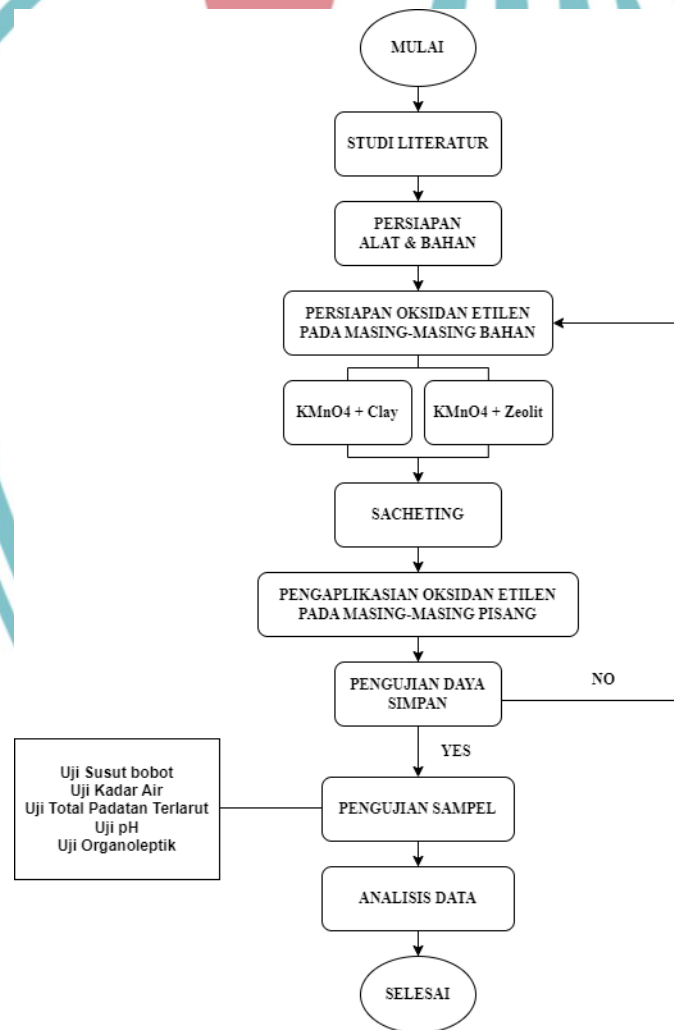 MULAI
STUDI LITERATUR
PERSIAPAN
ALAT & BAHAN
PERSIAPAN OKSIDAN ETILEN
PADA MASING-MASING BAHAN
KMnO4 + Clay
KMnO4 + Zeolit
SACHETING
PENGAPLIKASIAN OKSIDAN ETILEN
PADA MASING-MASING PISANG
PENGUJIAN DAYA
SIMPAN
NO
YES
Uji Susut bobot
Uji Kadar Air
Uji Total Padatan Terlarut
Uji pH
Uji Organoleptik
PENGUJIAN SAMPEL
ANALISIS DATA
SELESAI